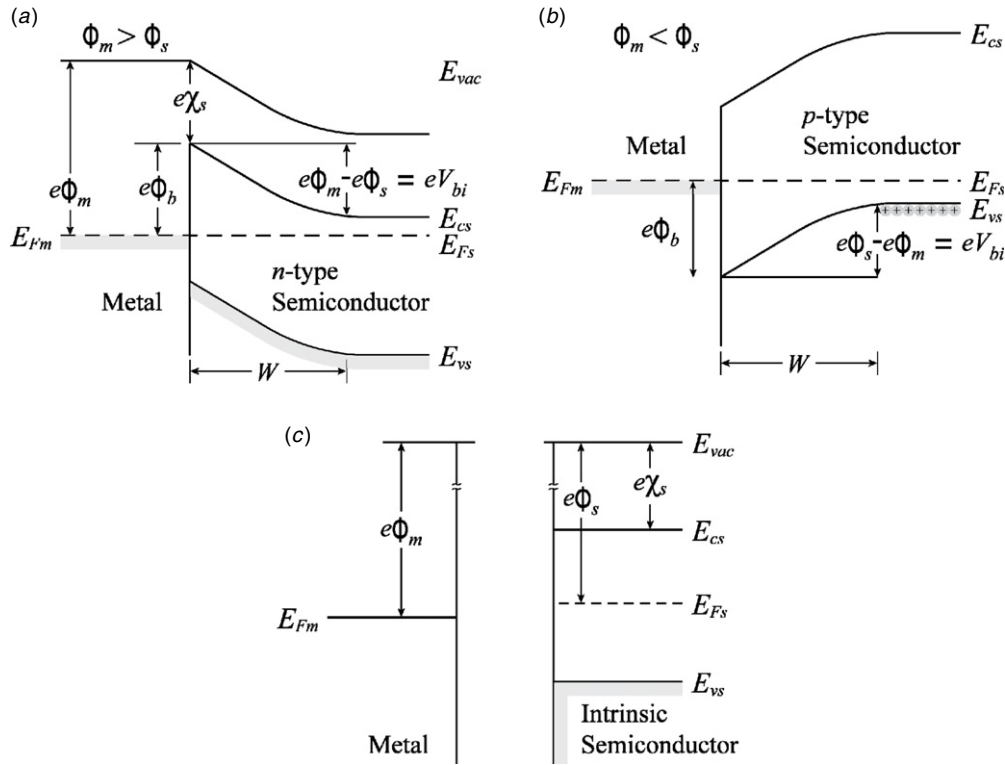 (a)
Φm > Φs
Evac
eχs
eΦm
eΦb
eΦm-eΦs = eVbi
Ecs
EFm
EFs
n-type
Semiconductor
Metal
Evs
W
(b)
Φm < Φs
Ecs
p-type
Semiconductor
Metal
EFm
EFs
Evs
eΦb
eΦs-eΦm = eVbi
W
(c)
Evac
eχs
eΦs
eΦm
Ecs
EFm
EFs
Evs
Intrinsic
Semiconductor
Metal